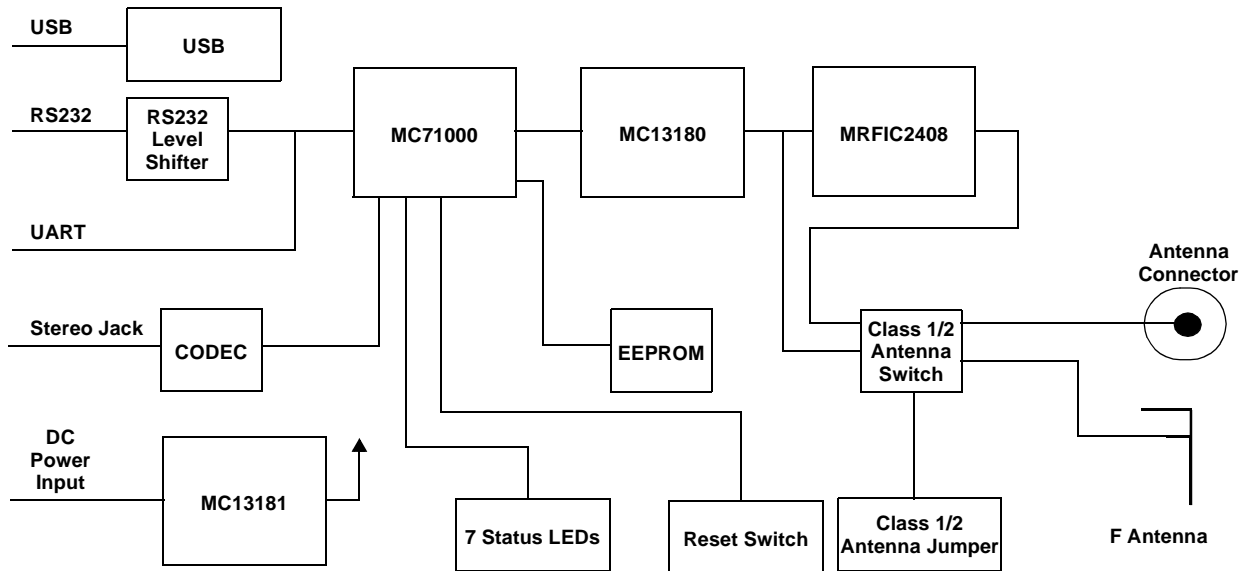 USB
USB
RS232
RS232
Level
Shifter
MC71000
MC13180
MRFIC2408
UART
Antenna
Connector
Stereo Jack
CODEC
EEPROM
Class 1/2
Antenna
Switch
DC
Power
Input
MC13181
7 Status LEDs
Reset Switch
Class 1/2
Antenna Jumper
F Antenna